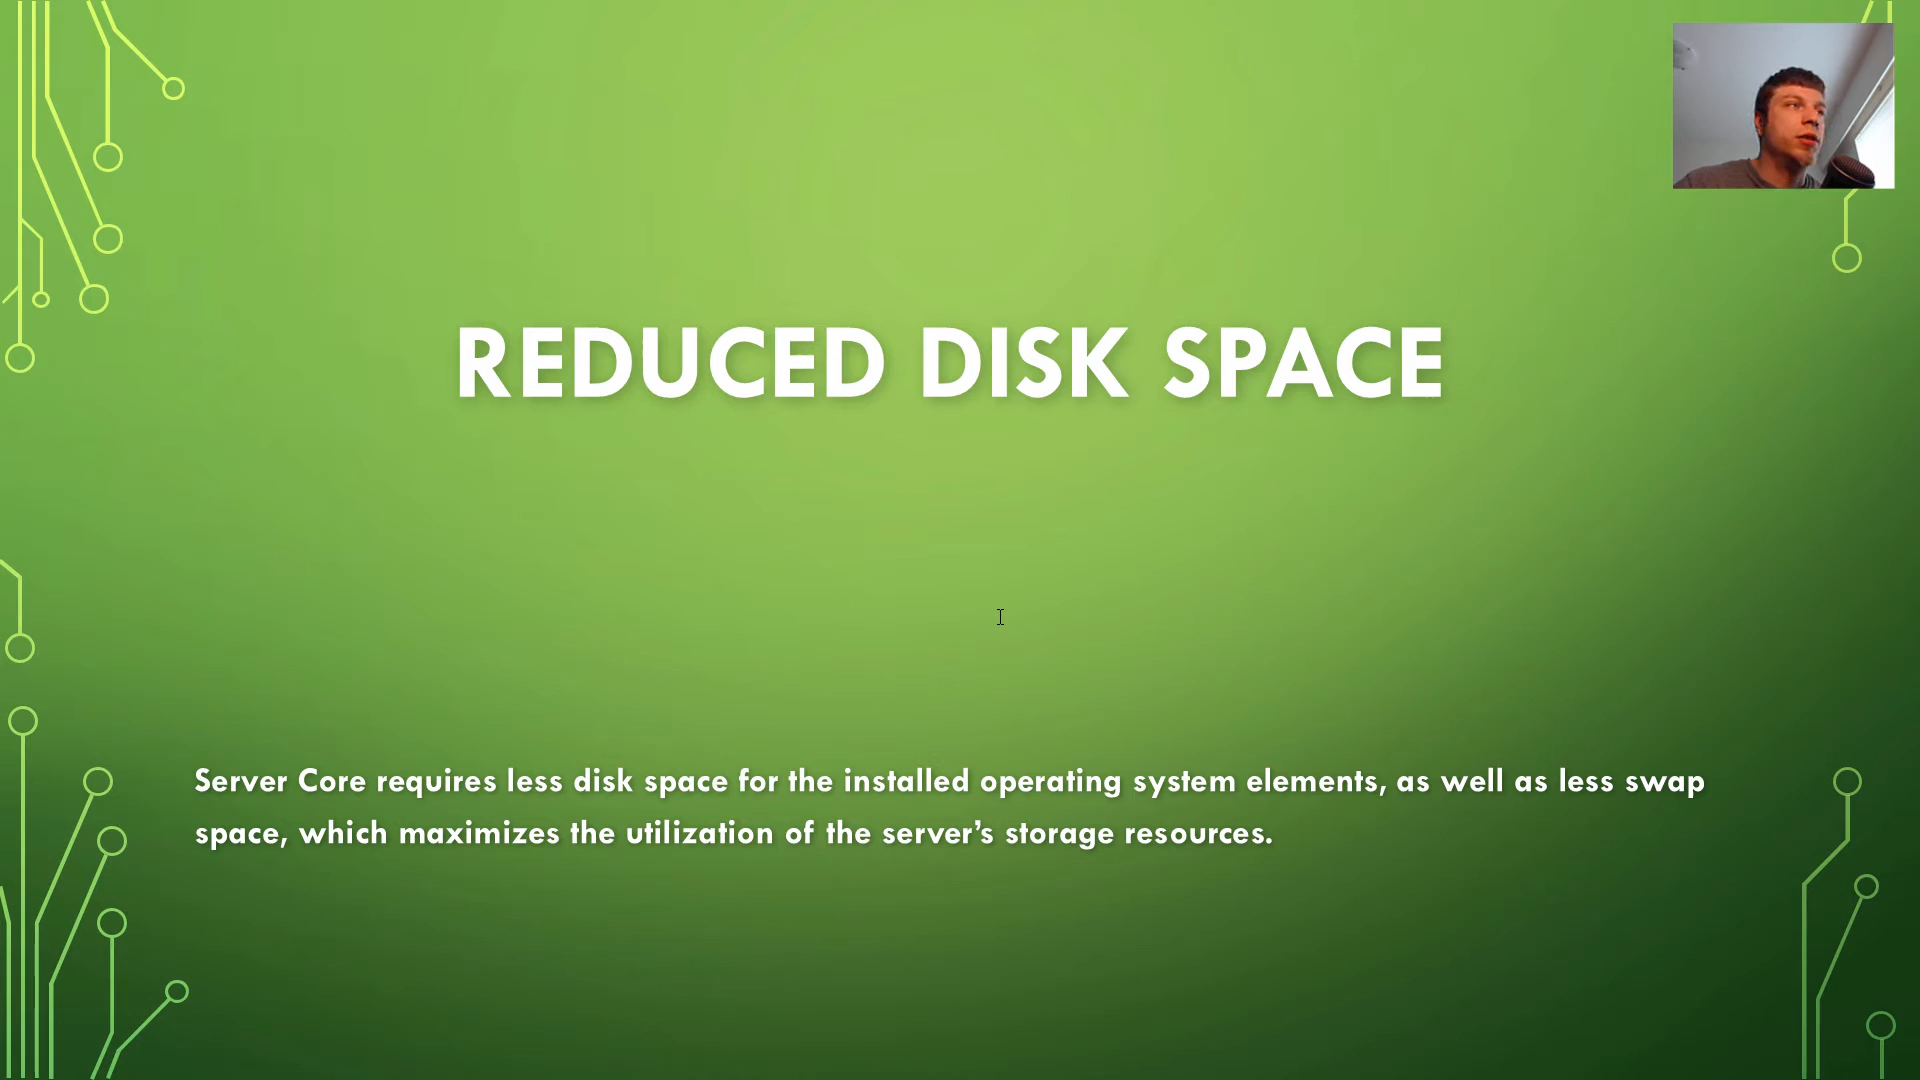 REDUCED DISK SPACE
Server Core requires less disk space for the installed operating system elements, as well as less swap
space, which maximizes the utilization of the server’s storage resources.